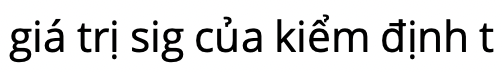 giá trị sig của kiểm định t